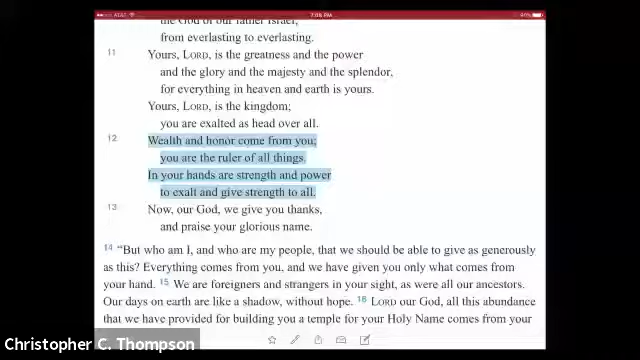 AT&T
7:08 PM
40%
the God of our father Israel,
from everlasting to everlasting.
11 Yours, LORD, is the greatness and the power
and the glory and the majesty and the splendor,
for everything in heaven and earth is yours.
Yours, LORD, is the kingdom;
you are exalted as head over all.
12 Wealth and honor come from you;
you are the ruler of all things.
In your hands are strength and power
to exalt and give strength to all.
13 Now, our God, we give you thanks,
and praise your glorious name.
14 “But who am I, and who are my people, that we should be able to give as generously
as this? Everything comes from you, and we have given you only what comes from
your hand. 15 We are foreigners and strangers in your sight, as were all our ancestors.
Our days on earth are like a shadow, without hope. 16 LORD our God, all this abundance
that we have provided for building you a temple for your Holy Name comes from your
Christopher C. Thompson